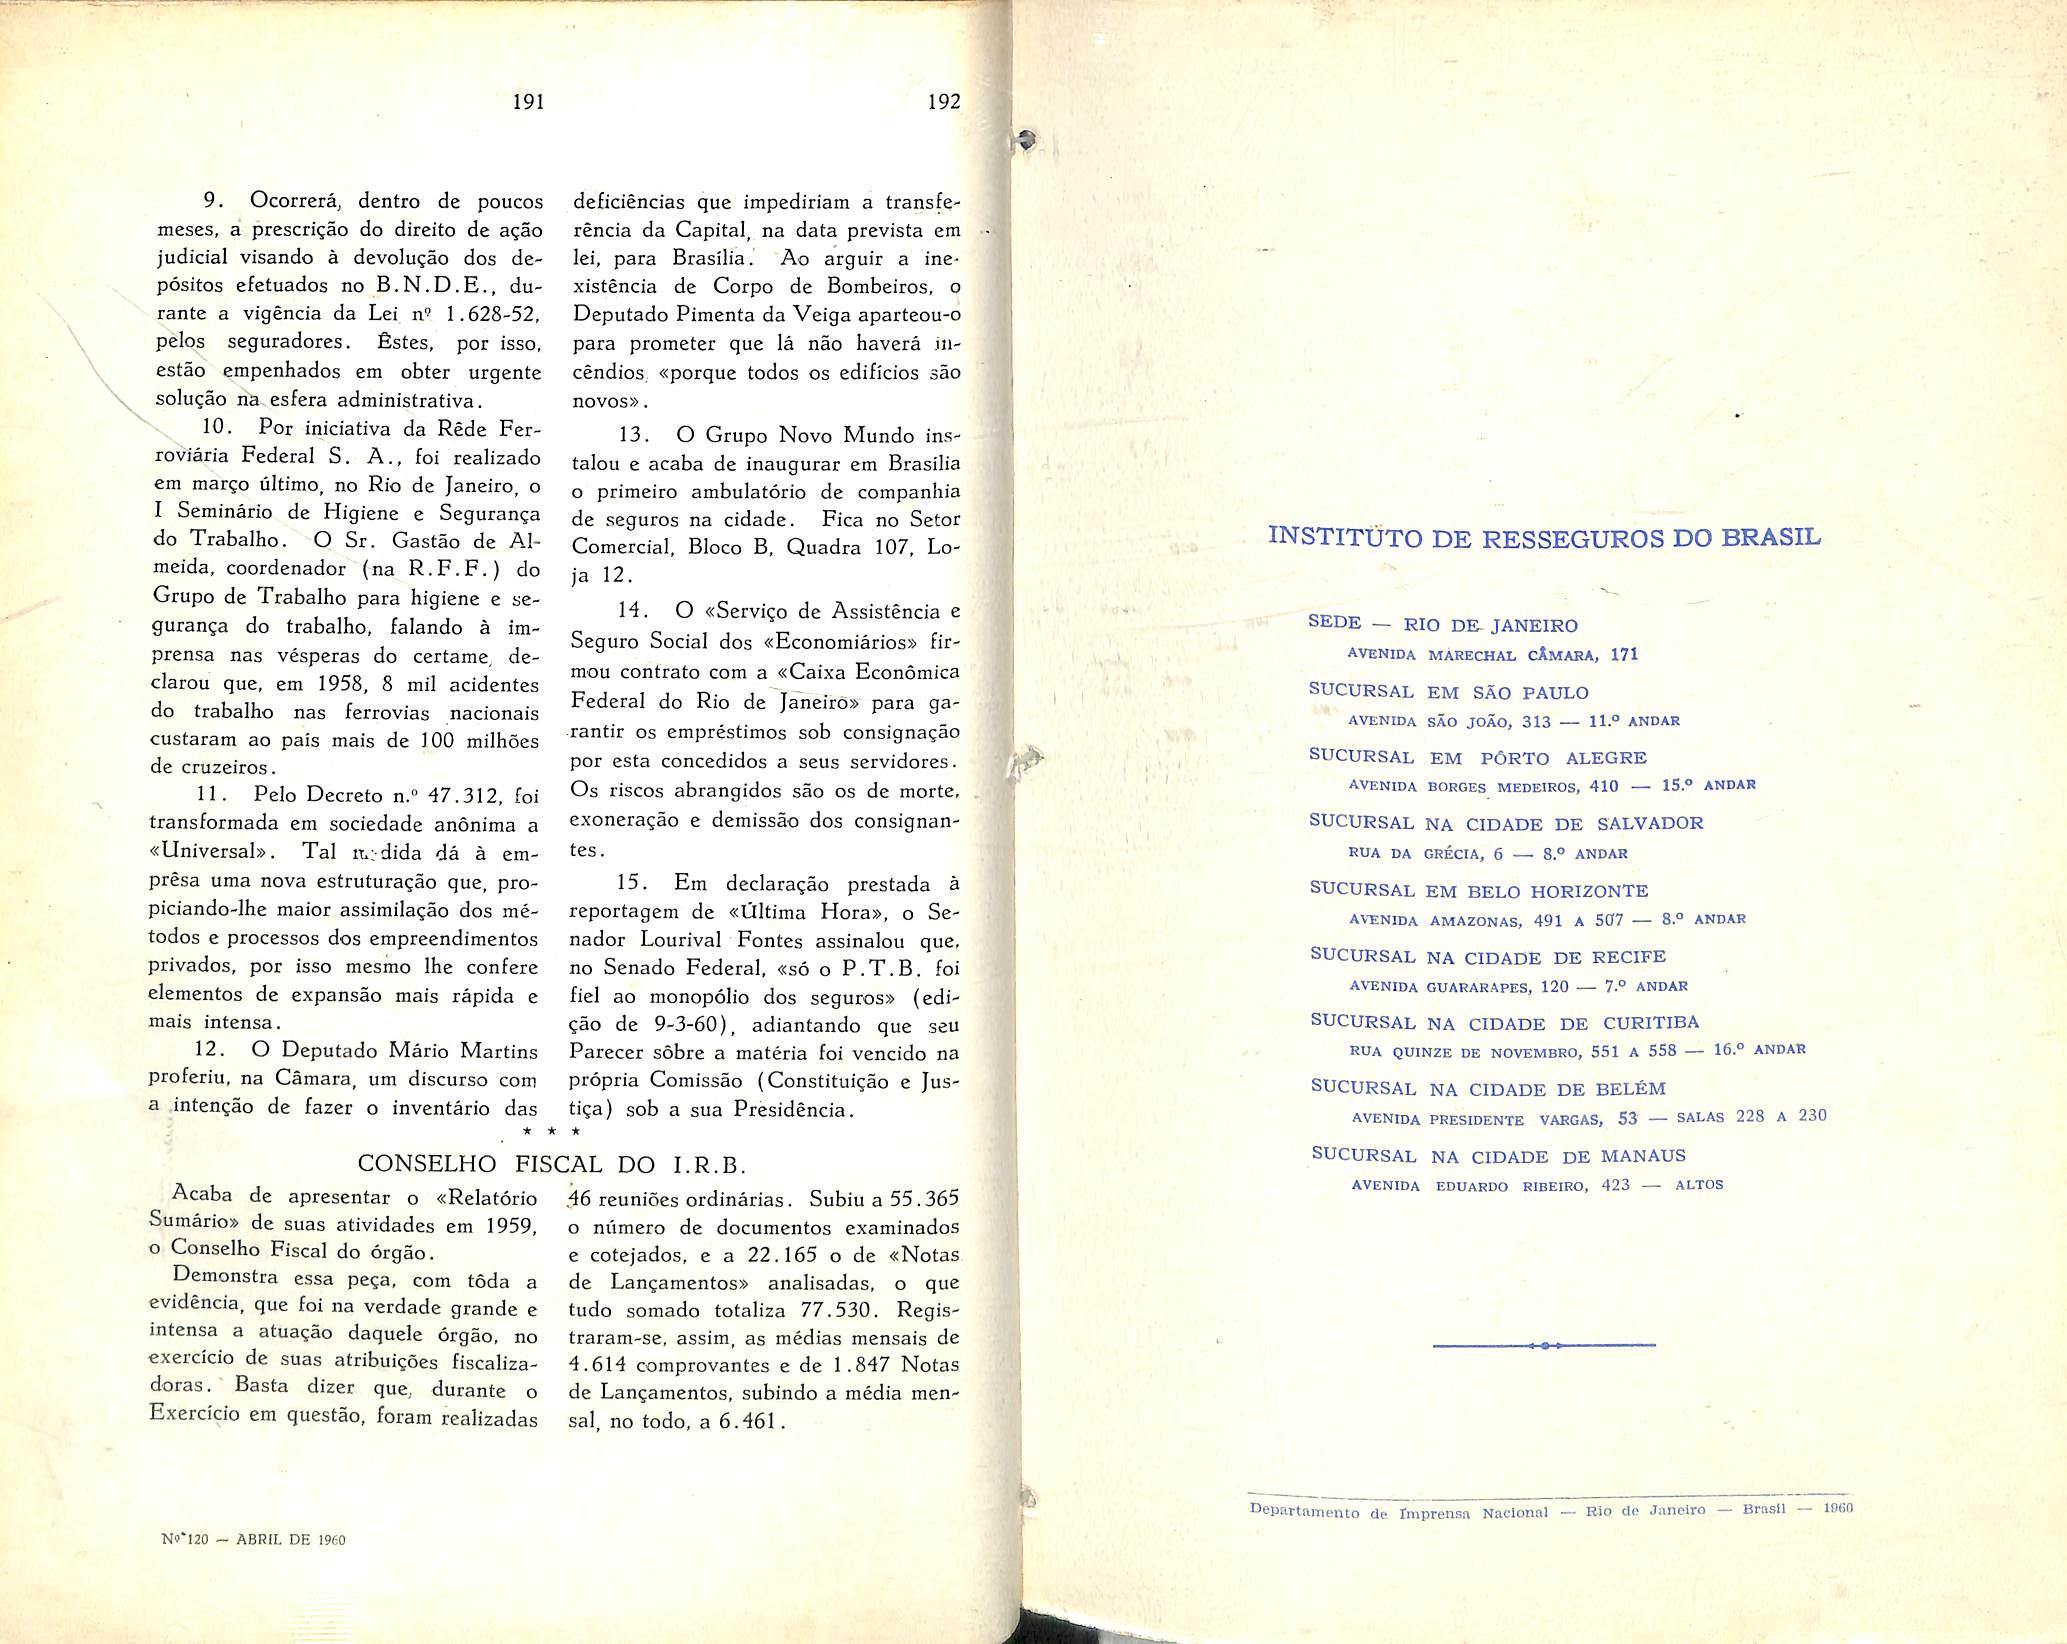 191
9. Ocorrerá, dentro de poucos
meses, a prescrição do direito de ação
judicial visando à devolução dos de-
pósitos efetuados no B.N.D.E., du-
rante a vigência da Lei nº 1.628-52,
pelos seguradores. Êstes, por isso,
estão empenhados em obter urgente
solução na esfera administrativa.
10. Por iniciativa da Rêde Fer-
roviária Federal S. A., foi realizado
em março último, no Rio de Janeiro, o
I Seminário de Higiene e Segurança
do Trabalho. O Sr. Gastão de Al-
meida, coordenador (na R.F.F.) do
Grupo de Trabalho para higiene e se-
gurança do trabalho, falando à im-
prensa nas vésperas do certame, de-
clarou que, em 1958, 8 mil acidentes
do trabalho nas ferrovias nacionais
custaram ao país mais de 100 milhões
de cruzeiros.
11. Pelo Decreto n.º 47.312, foi
transformada em sociedade anônima a
«Universal». Tal medida dá à em-
prêsa uma nova estruturação que, pro-
piciando-lhe maior assimilação dos mé-
todos e processos dos empreendimentos
privados, por isso mesmo lhe confere
elementos de expansão mais rápida e
mais intensa.
12. O Deputado Mário Martins
proferiu, na Câmara, um discurso com
a intenção de fazer o inventário das
192
deficiências que impediriam a transfe-
rência da Capital, na data prevista em
lei, para Brasília. Ao arguir a ine-
xistência de Corpo de Bombeiros, o
Deputado Pimenta da Veiga aparteou-o
para prometer que lá não haverá in-
cêndios, «porque todos os edifícios são
novos».
13. O Grupo Novo Mundo ins-
talou e acaba de inaugurar em Brasília
o primeiro ambulatório de companhia
de seguros na cidade. Fica no Setor
Comercial, Bloco B, Quadra 107, Lo-
ja 12.
14. O «Serviço de Assistência e
Seguro Social dos «Economiários» fir-
mou contrato com a «Caixa Econômica
Federal do Rio de Janeiro» para ga-
rantir os empréstimos sob consignação
por esta concedidos a seus servidores.
Os riscos abrangidos são os de morte,
exoneração e demissão dos consignan-
tes.
15. Em declaração prestada à
reportagem de «Última Hora», o Se-
nador Lourival Fontes assinalou que,
no Senado Federal, «só o P.T.B. foi
fiel ao monopólio dos seguros» (edi-
ção de 9-3-60), adiantando que seu
Parecer sôbre a matéria foi vencido na
própria Comissão (Constituição e Jus-
tiça) sob a sua Presidência.
* * *
CONSELHO FISCAL DO I.R.B.
Acaba de apresentar o «Relatório
Sumário» de suas atividades em 1959,
o Conselho Fiscal do órgão.
Demonstra essa peça, com tôda a
evidência, que foi na verdade grande e
intensa a atuação daquele órgão, no
exercício de suas atribuições fiscaliza-
doras. Basta dizer que, durante o
Exercício em questão, foram realizadas
46 reuniões ordinárias. Subiu a 55.365
o número de documentos examinados
e cotejados, e a 22.165 o de «Notas
de Lançamentos» analisadas, o que
tudo somado totaliza 77.530. Regis-
traram-se, assim, as médias mensais de
4.614 comprovantes e de 1.847 Notas
de Lançamentos, subindo a média men-
sal, no todo, a 6.461.
Nº 120 — ABRIL DE 1960
INSTITUTO DE RESSEGUROS DO BRASIL
SEDE — RIO DE JANEIRO
AVENIDA MARECHAL CÂMARA, 171
SUCURSAL EM SÃO PAULO
AVENIDA SÃO JOÃO, 313 — 11.º ANDAR
SUCURSAL EM PÔRTO ALEGRE
AVENIDA BORGES MEDEIROS, 410 — 15.º ANDAR
SUCURSAL NA CIDADE DE SALVADOR
RUA DA GRÉCIA, 6 — 8.º ANDAR
SUCURSAL EM BELO HORIZONTE
AVENIDA AMAZONAS, 491 A 507 — 8.º ANDAR
SUCURSAL NA CIDADE DE RECIFE
AVENIDA GUARARAPES, 120 — 7.º ANDAR
SUCURSAL NA CIDADE DE CURITIBA
RUA QUINZE DE NOVEMBRO, 551 A 558 — 16.º ANDAR
SUCURSAL NA CIDADE DE BELÉM
AVENIDA PRESIDENTE VARGAS, 53 — SALAS 228 A 230
SUCURSAL NA CIDADE DE MANAUS
AVENIDA EDUARDO RIBEIRO, 423 — ALTOS
Departamento de Imprensa Nacional — Rio de Janeiro — Brasil — 1960